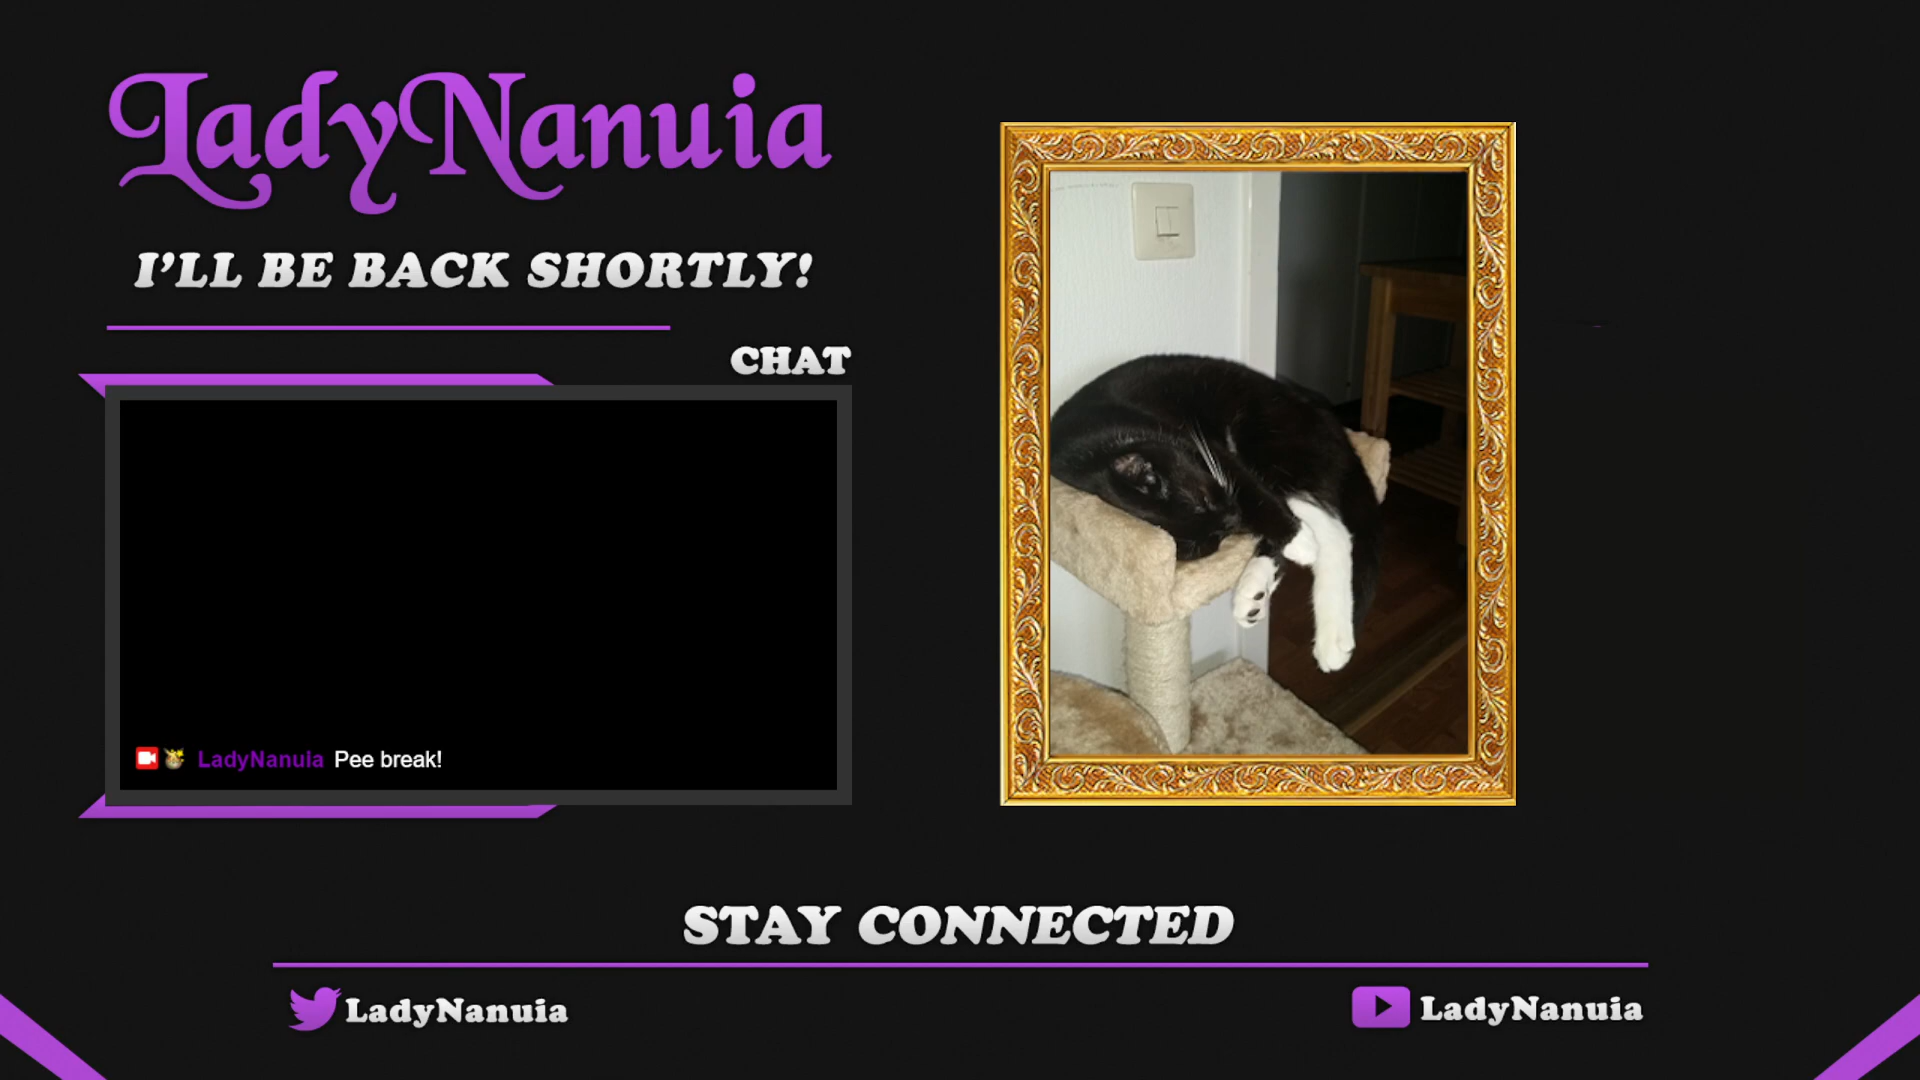 LadyNanuia
I'LL BE BACK SHORTLY!
CHAT
LadyNanuia Pee break!
STAY CONNECTED
LadyNanuia
LadyNanuia